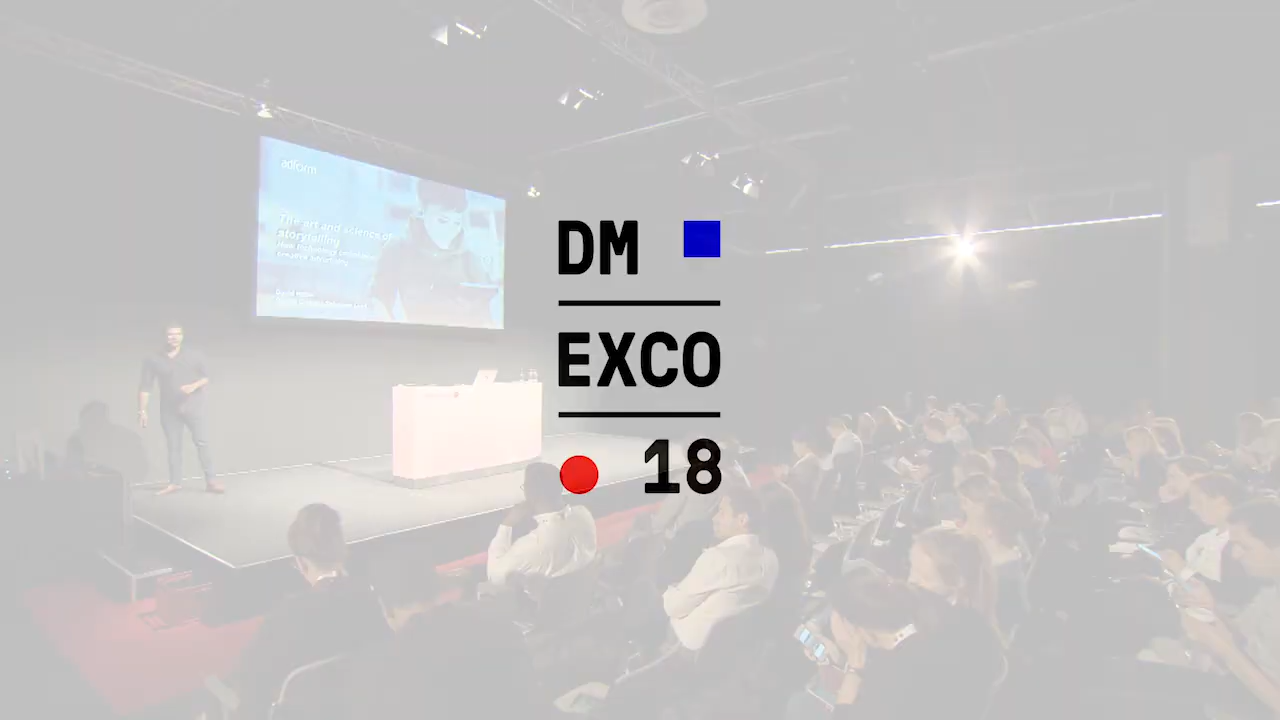 adform
The art and science of
storytelling
DM
EXCO
18